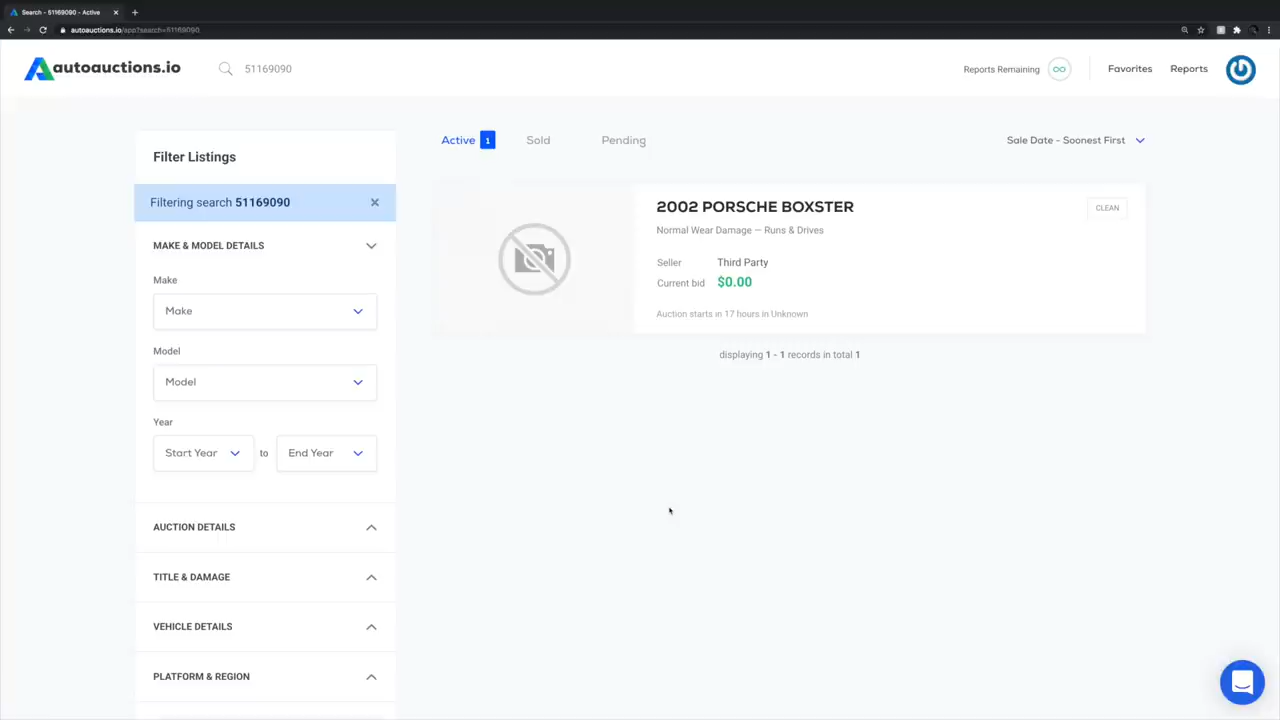 Search - 51169090 - Active
autoauctions.io/app?search=51169090
autoauctions.io
51169090
Reports Remaining
Favorites
Reports
Filter Listings
Filtering search 51169090
MAKE & MODEL DETAILS
Make
Make
Model
Model
Year
Start Year to End Year
AUCTION DETAILS
TITLE & DAMAGE
VEHICLE DETAILS
PLATFORM & REGION
Active 1
Sold
Pending
Sale Date - Soonest First
2002 PORSCHE BOXSTER
CLEAN
Normal Wear Damage — Runs & Drives
Seller Third Party
Current bid $0.00
Auction starts in 17 hours in Unknown
displaying 1 - 1 records in total 1